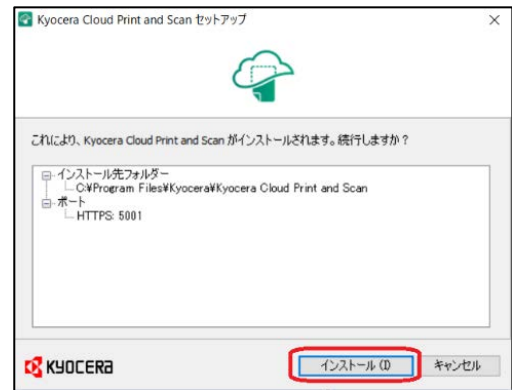 Kyocera Cloud Print and Scan セットアップ
これにより、Kyocera Cloud Print and Scan がインストールされます。続行しますか？
インストール先フォルダー
C:¥Program Files¥Kyocera¥Kyocera Cloud Print and Scan
ポート
HTTPS: 5001
KYOCERA
インストール(I)
キャンセル